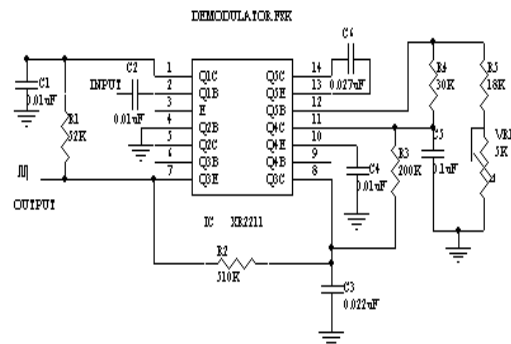 DEMODULATOR FSK
C6
0.027uF
C2
INPUT
0.01uF
C1
0.01uF
R1
52K
1 Q1C Q5C 14
2 Q1B Q5E 13
3 E Q5B 12
4 Q2B Q4C 11
5 Q2C Q4E 10
6 Q3B Q4B 9
7 Q3E Q3C 8
R4
30K
R5
18K
VR1
5K
R3
200K
C5
0.1uF
C4
0.01uF
OUTPUT
IC XR2211
R2
510K
C3
0.022uF